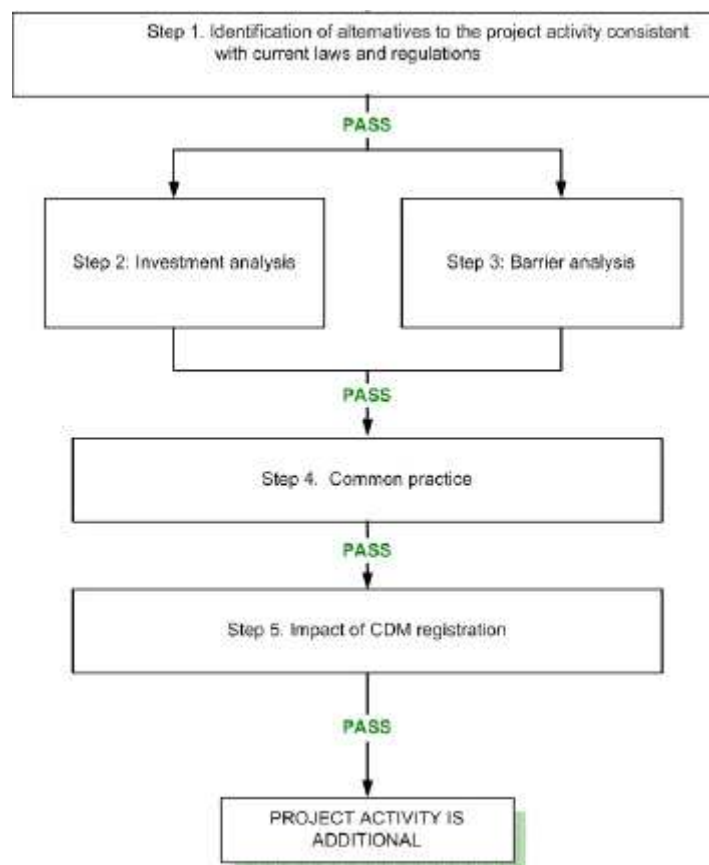 Step 1. Identification of alternatives to the project activity consistent
with current laws and regulations
PASS
Step 2: Investment analysis
Step 3: Barrier analysis
PASS
Step 4. Common practice
PASS
Step 5. Impact of CDM registration
PASS
PROJECT ACTIVITY IS
ADDITIONAL